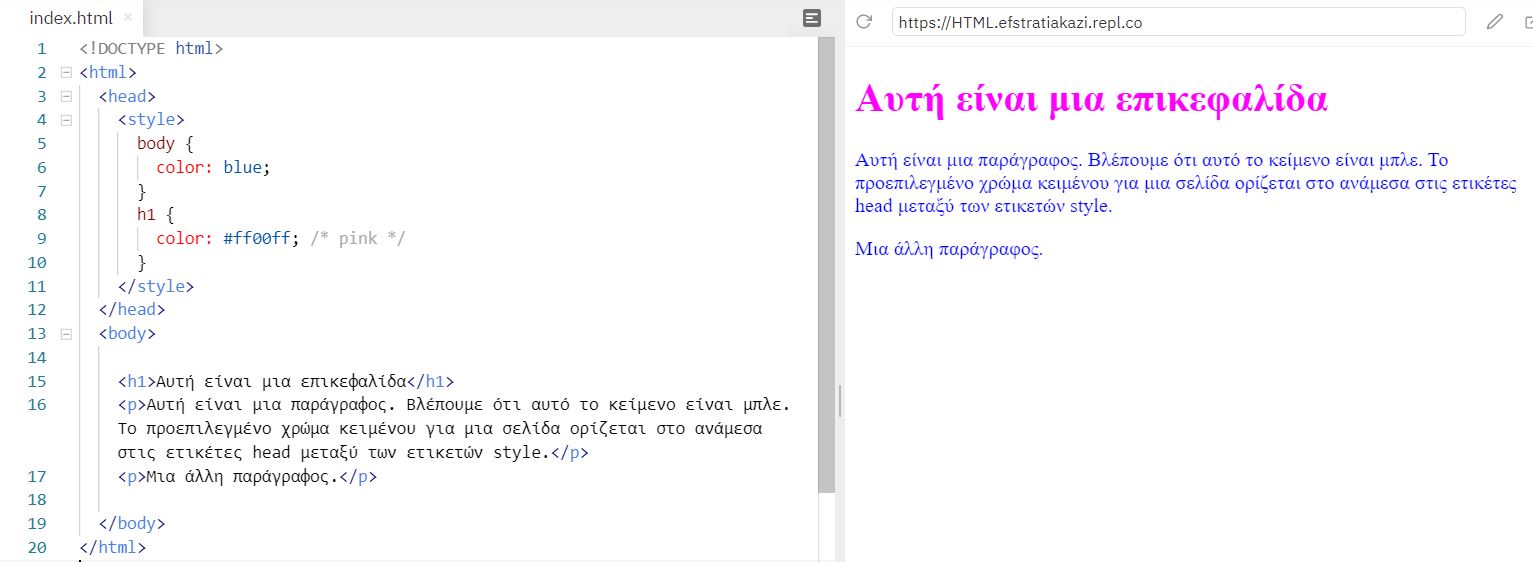 index.html ×
1 <!DOCTYPE html>
2 <html>
3 <head>
4 <style>
5 body {
6 color: blue;
7 }
8 h1 {
9 color: #ff00ff; /* pink */
10 }
11 </style>
12 </head>
13 <body>
14
15 <h1>Αυτή είναι μια επικεφαλίδα</h1>
16 <p>Αυτή είναι μια παράγραφος. Βλέπουμε ότι αυτό το κείμενο είναι μπλε.
Το προεπιλεγμένο χρώμα κειμένου για μια σελίδα ορίζεται στο ανάμεσα
στις ετικέτες head μεταξύ των ετικετών style.</p>
17 <p>Μια άλλη παράγραφος.</p>
18
19 </body>
20 </html>
https://HTML.efstratiakazi.repl.co
Αυτή είναι μια επικεφαλίδα
Αυτή είναι μια παράγραφος. Βλέπουμε ότι αυτό το κείμενο είναι μπλε. Το
προεπιλεγμένο χρώμα κειμένου για μια σελίδα ορίζεται στο ανάμεσα στις ετικέτες
head μεταξύ των ετικετών style.
Μια άλλη παράγραφος.